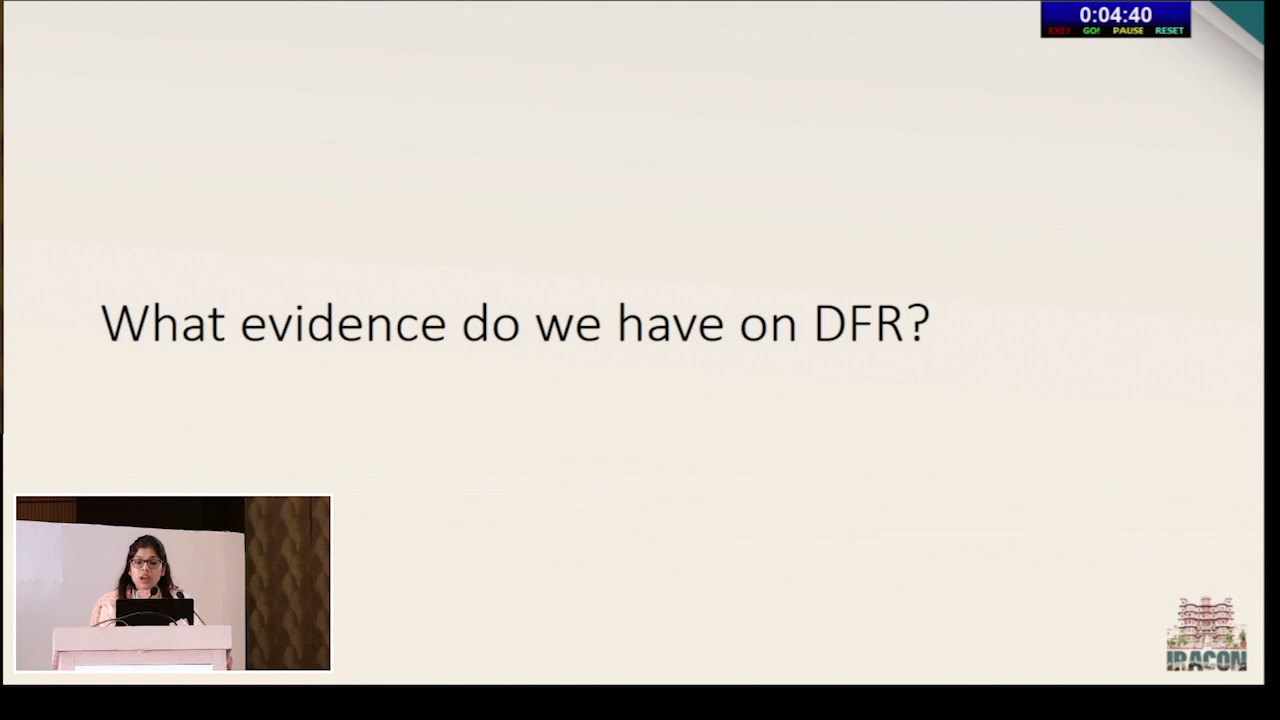 0:04:40
EXIT GO! PAUSE RESET
What evidence do we have on DFR?
IRACON